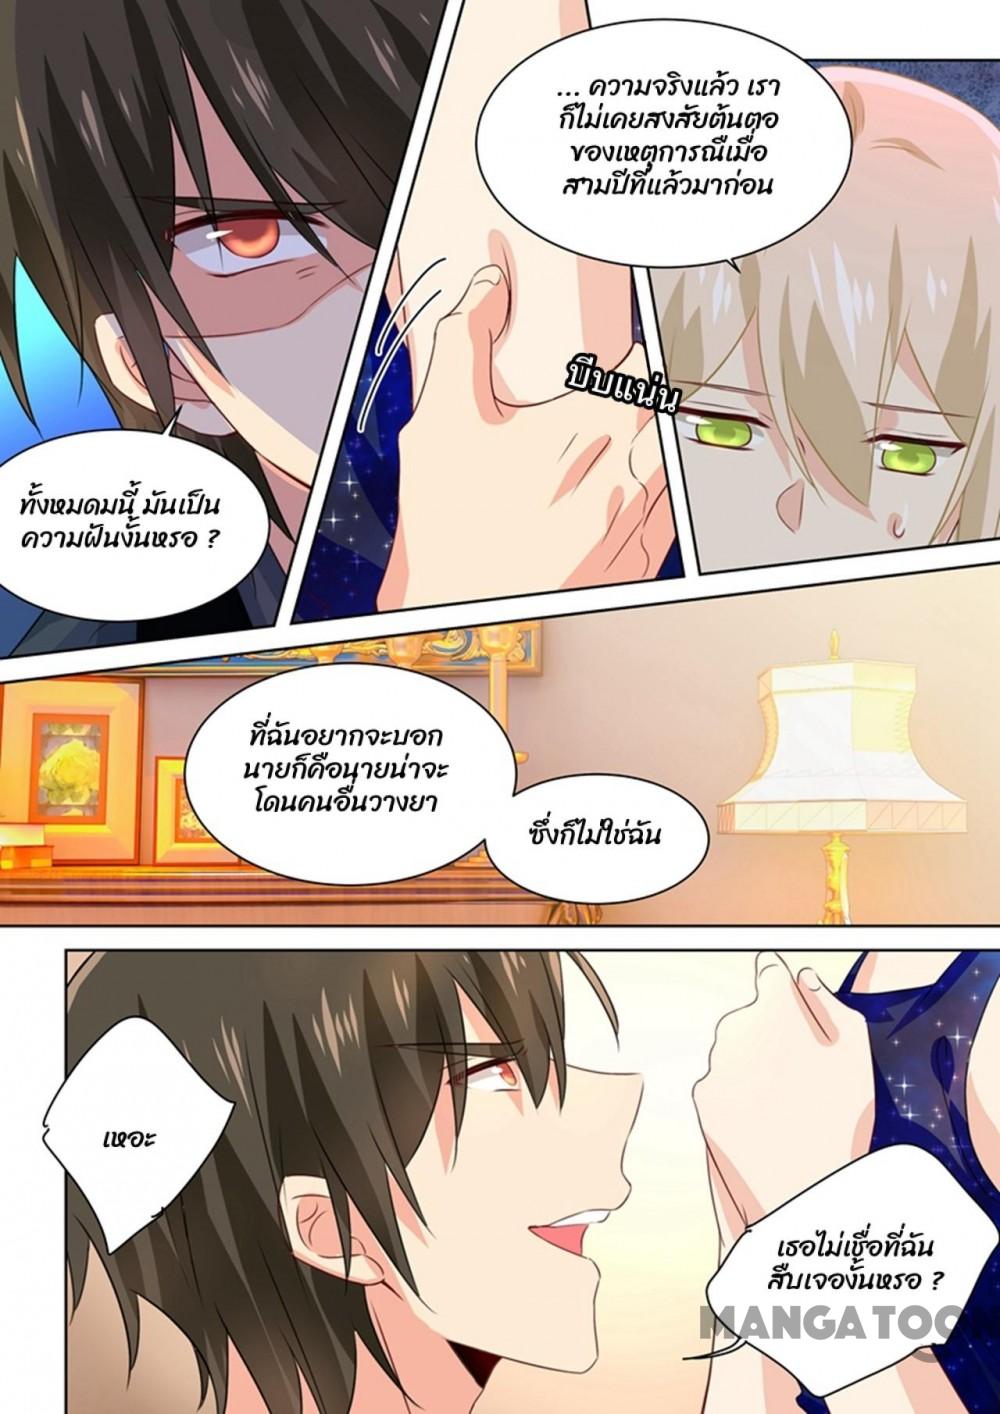 ... ความจริงแล้ว เรา
ก็ไม่เคยสงสัยต้นตอ
ของเหตุการณ์เมื่อ
สามปีที่แล้วมาก่อน
บีบแน่น
ทั้งหมดมนี้ มันเป็น
ความฝันงั้นหรอ ?
ที่ฉันอยากจะบอก
นายก็คือนายน่าจะ
โดนคนอื่นวางยา
ซึ่งก็ไม่ใช่ฉัน
เหอะ
เธอไม่เชื่อที่ฉัน
สืบเจองั้นหรอ ?
MANGATOON